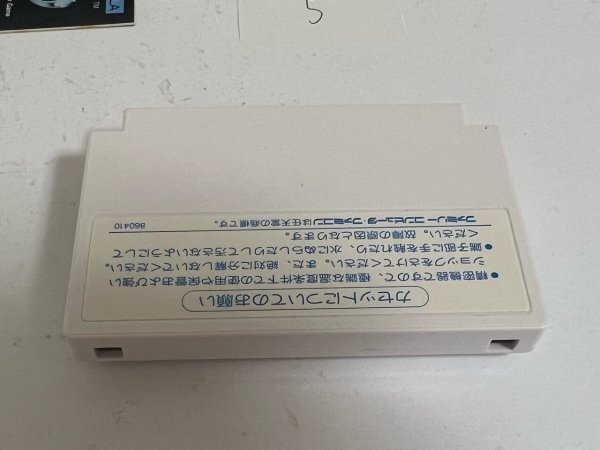 カセットについてのお願い
●精密機器ですので、極端な温度条件下での使用や保管および強い
ショックをさけてください。また、絶対に分解しないでください。
●端子部に手を触れたり、水にぬらしたりして汚さないようにして
ください。故障の原因となります。
ファミリーコンピュータ・ファミコンは任天堂の商標です。
860410
5
LA
TM
Game